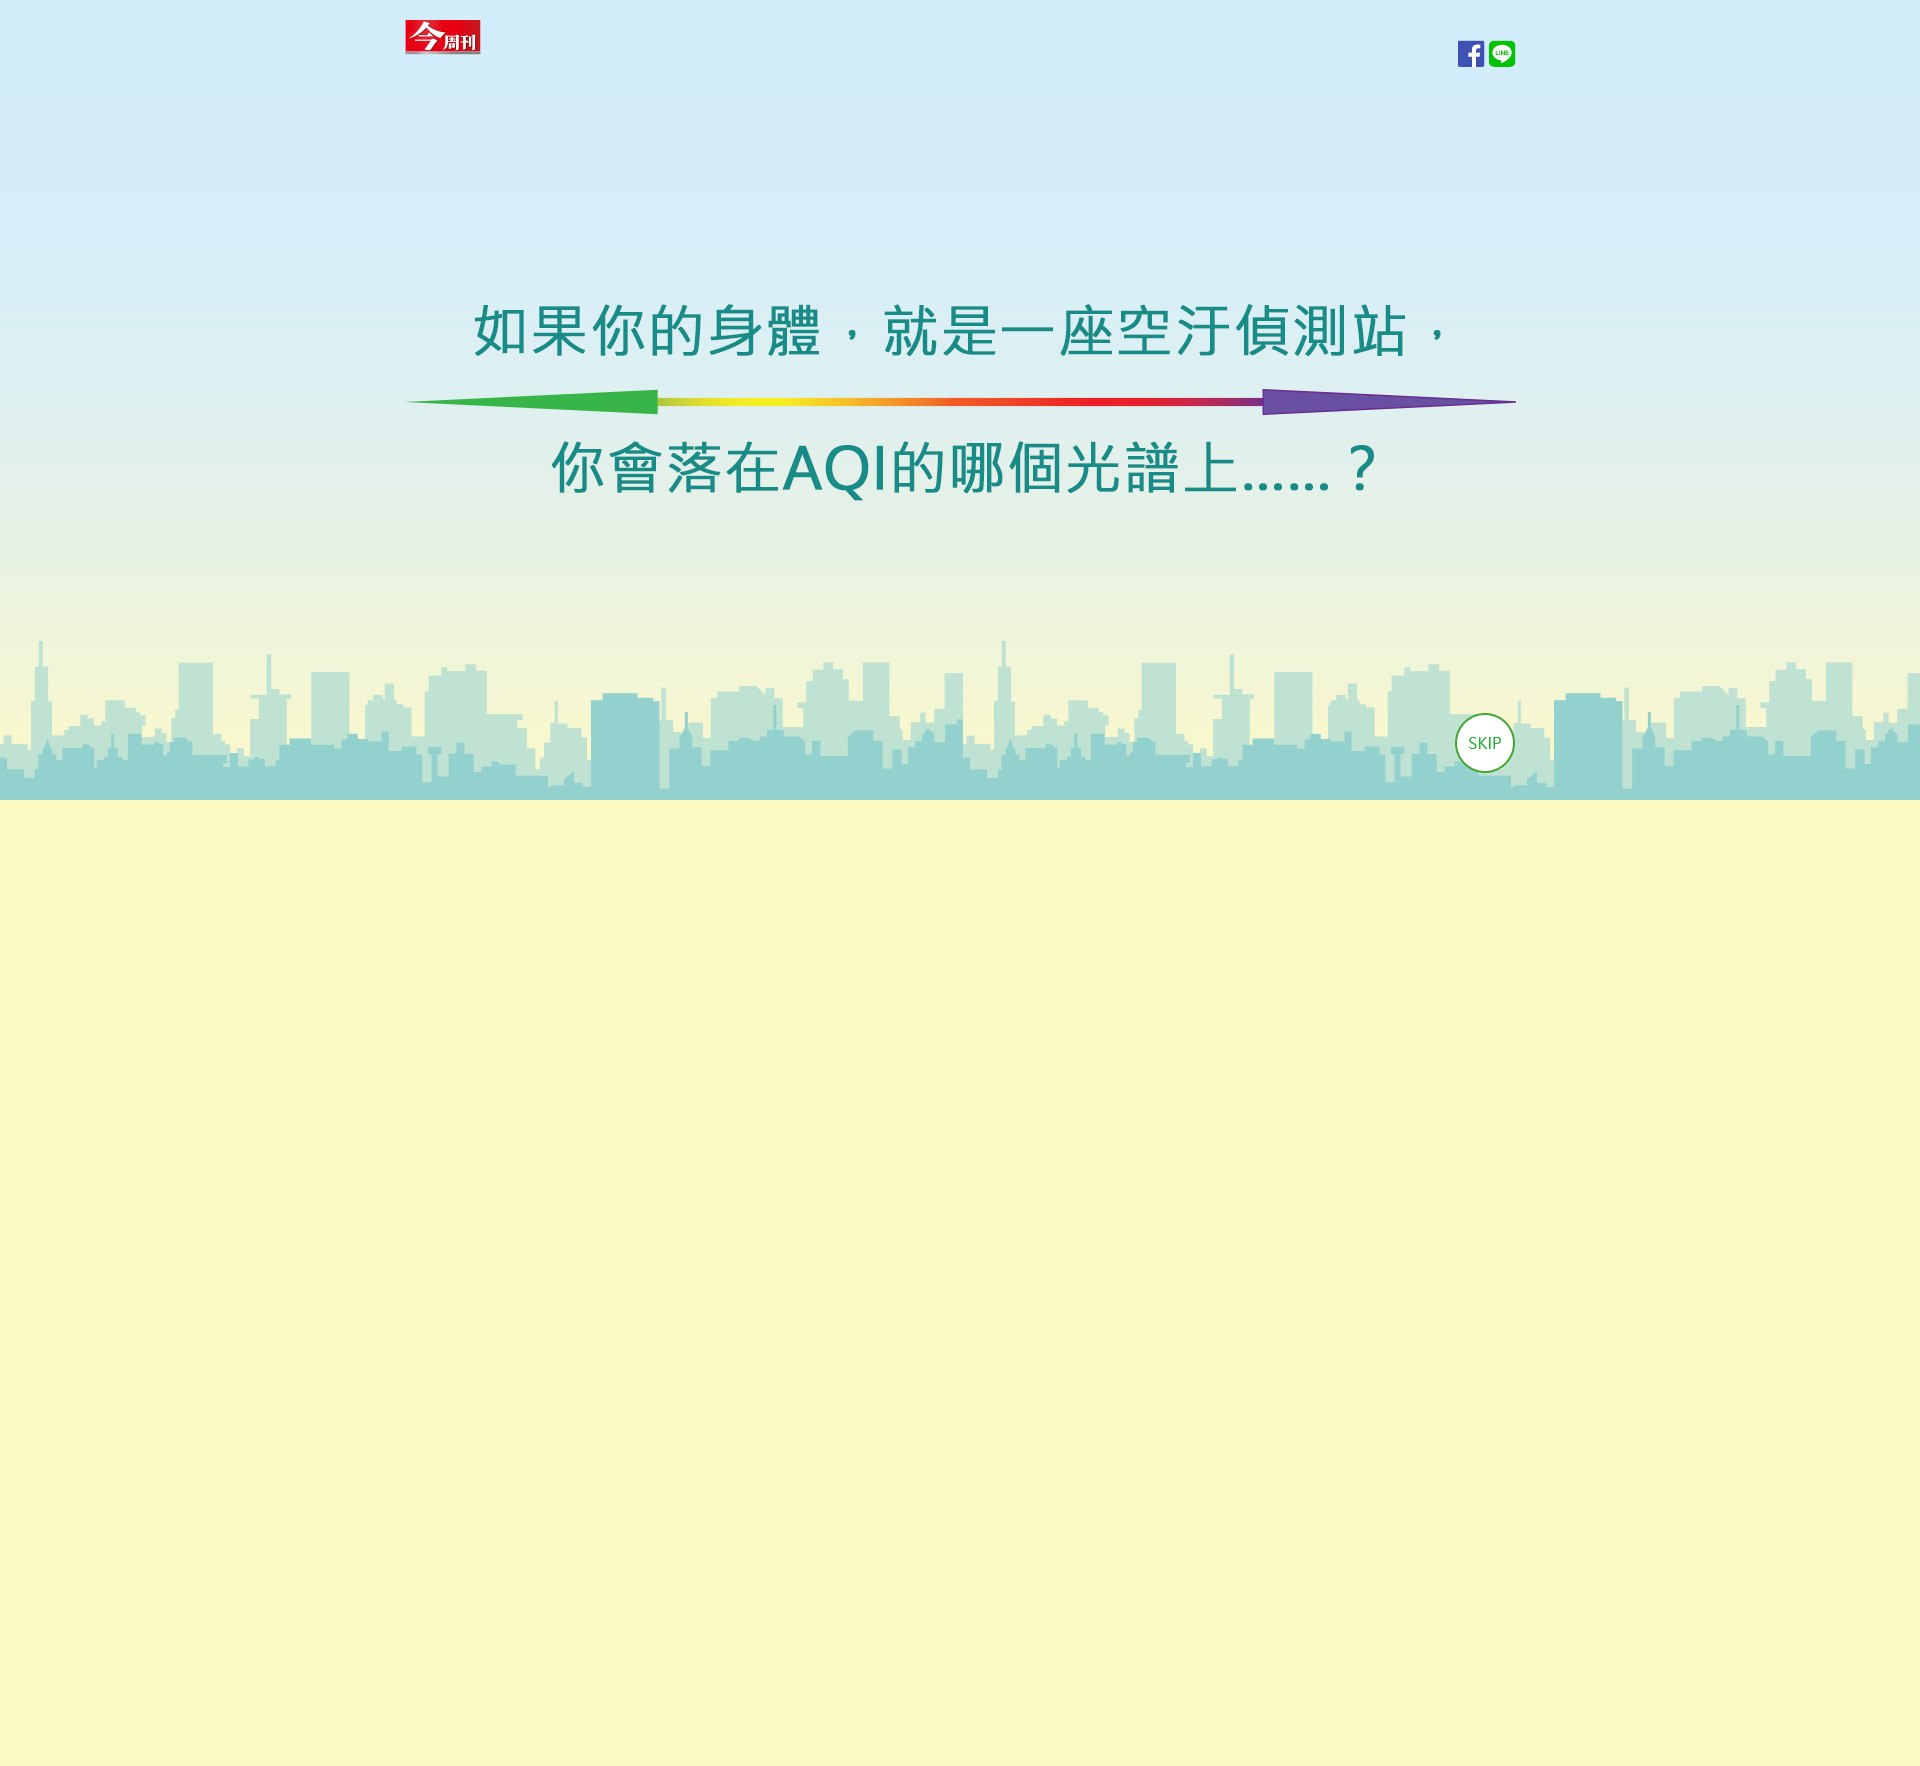 今周刊
LINE
如果你的身體，就是一座空汙偵測站，
你會落在AQI的哪個光譜上......？
SKIP